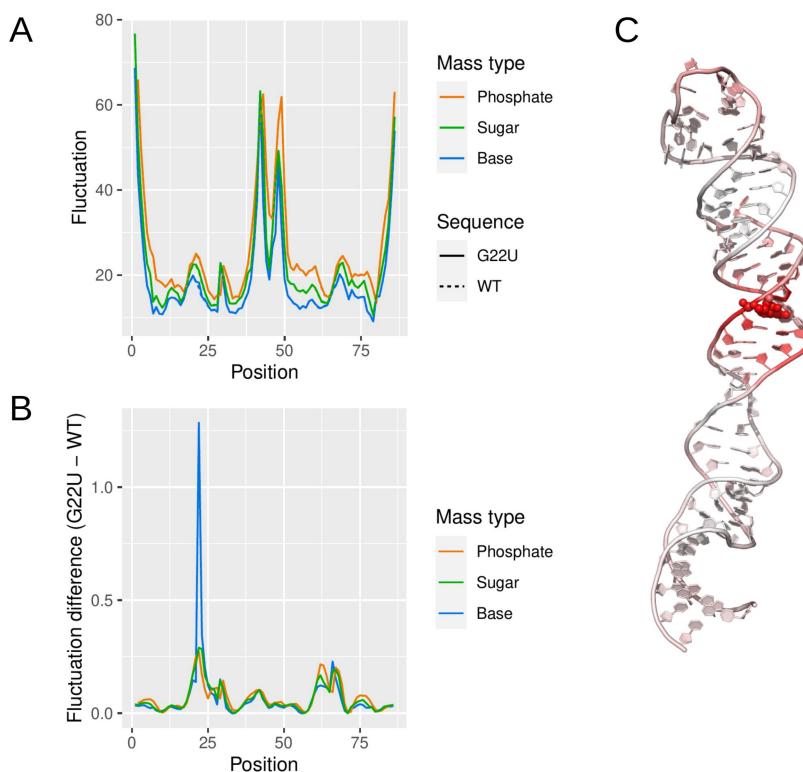 A
80
60
40
20
Fluctuation
0
25
50
75
Position
Mass type
Phosphate
Sugar
Base
Sequence
G22U
WT
B
1.0
0.5
0.0
Fluctuation difference (G22U − WT)
0
25
50
75
Position
Mass type
Phosphate
Sugar
Base
C